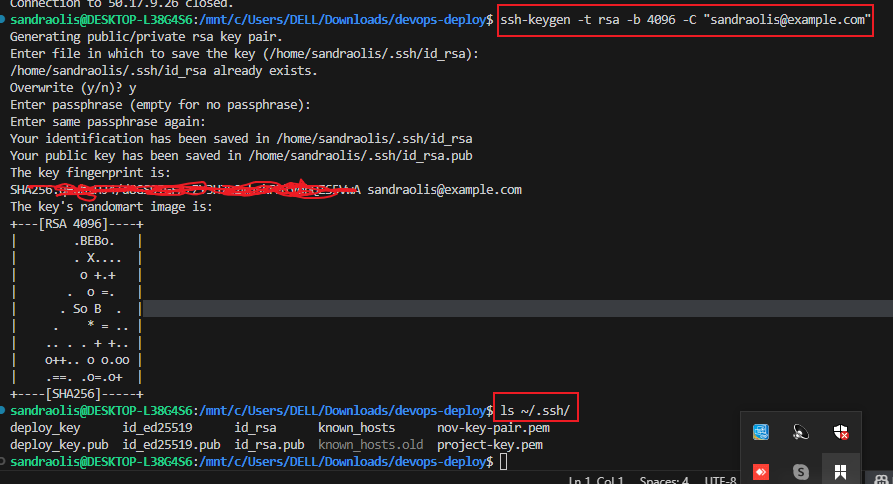 Connection to 50.17.9.26 closed.
sandraolis@DESKTOP-L38G4S6:/mnt/c/Users/DELL/Downloads/devops-deploy$ ssh-keygen -t rsa -b 4096 -C "sandraolis@example.com"
Generating public/private rsa key pair.
Enter file in which to save the key (/home/sandraolis/.ssh/id_rsa):
/home/sandraolis/.ssh/id_rsa already exists.
Overwrite (y/n)? y
Enter passphrase (empty for no passphrase):
Enter same passphrase again:
Your identification has been saved in /home/sandraolis/.ssh/id_rsa
Your public key has been saved in /home/sandraolis/.ssh/id_rsa.pub
The key fingerprint is:
sandraolis@example.com
The key's randomart image is:
+---[RSA 4096]----+
|       .BEBo.    |
|       . X....   |
|        o +.+    |
|      .  o =.    |
|     . So B  .   |
|    .    * = ..  |
|   .. . . + +..  |
|   o++.. o o.oo  |
|   .==. .o=.o+   |
+----[SHA256]-----+
sandraolis@DESKTOP-L38G4S6:/mnt/c/Users/DELL/Downloads/devops-deploy$ ls ~/.ssh/
deploy_key id_ed25519 id_rsa known_hosts nov-key-pair.pem
deploy_key.pub id_ed25519.pub id_rsa.pub known_hosts.old project-key.pem
sandraolis@DESKTOP-L38G4S6:/mnt/c/Users/DELL/Downloads/devops-deploy$
Ln 1, Col 1 Spaces: 4 UTF-8